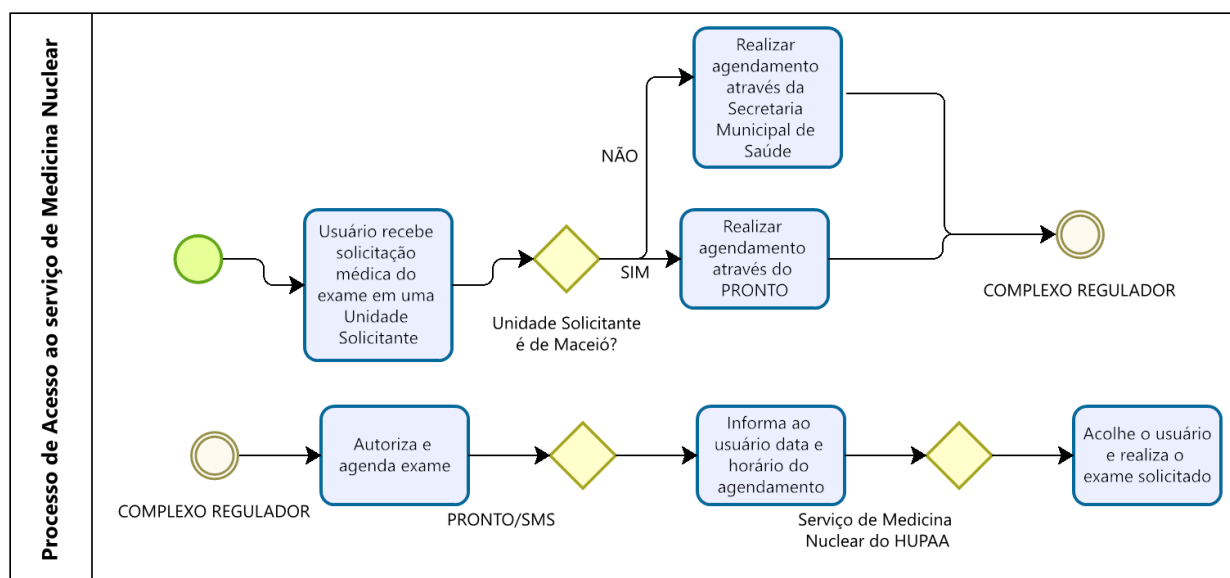 Processo de Acesso ao serviço de Medicina Nuclear
Usuário recebe
solicitação
médica do
exame em uma
Unidade
Solicitante
Unidade Solicitante
é de Maceió?
NÃO
SIM
Realizar
agendamento
através da
Secretaria
Municipal de
Saúde
Realizar
agendamento
através do
PRONTO
COMPLEXO REGULADOR
COMPLEXO REGULADOR
Autoriza e
agenda exame
PRONTO/SMS
Informa ao
usuário data e
horário do
agendamento
Serviço de Medicina
Nuclear do HUPAA
Acolhe o usuário
e realiza o
exame solicitado